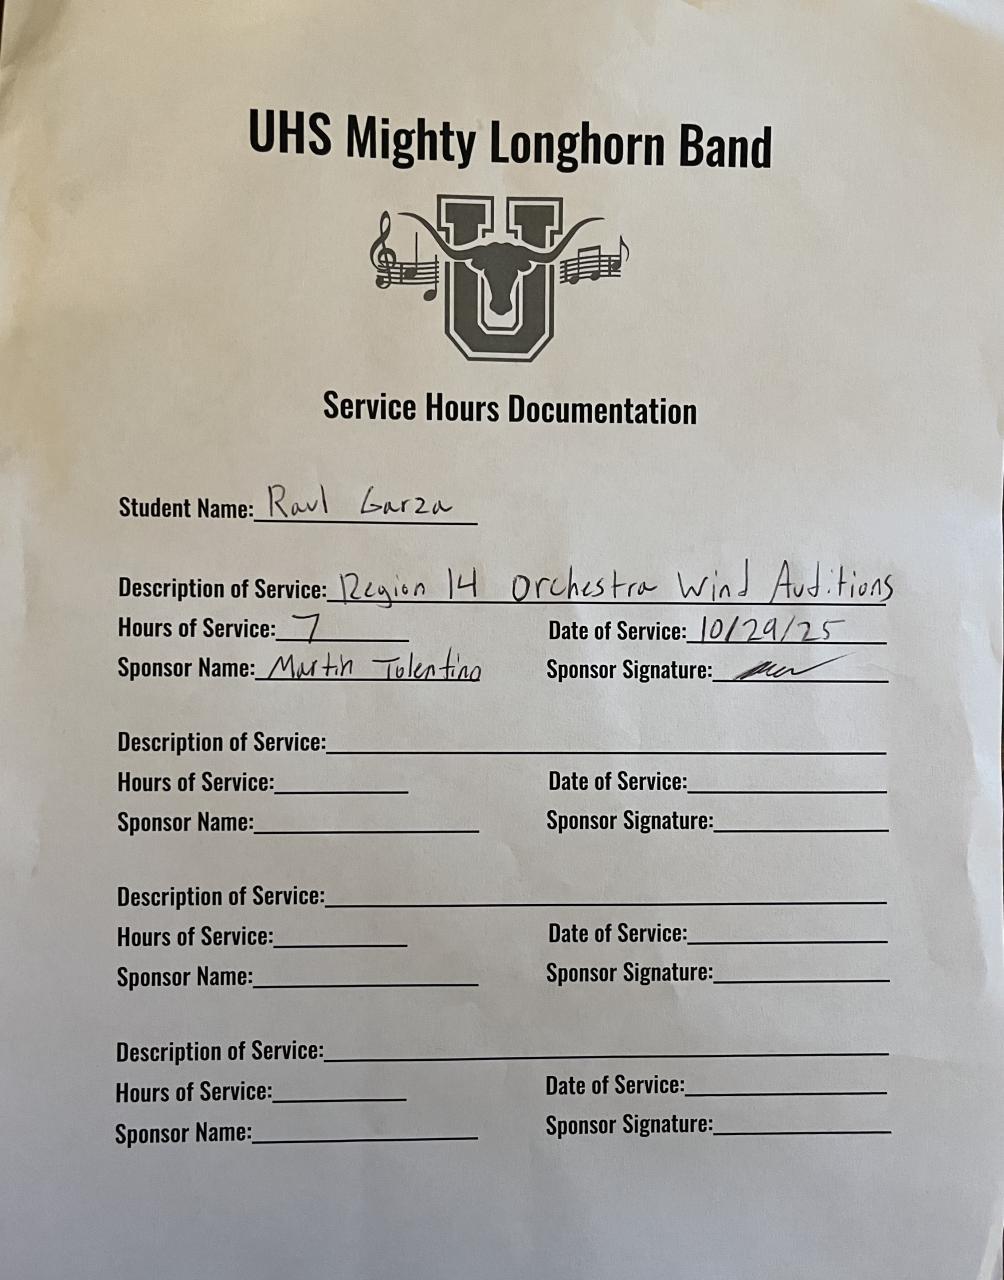 UHS Mighty Longhorn Band
U
Service Hours Documentation
Student Name: Raul Garza
Description of Service: Region 14 Orchestra Wind Auditions
Hours of Service: 7 Date of Service: 10/29/25
Sponsor Name: Martin Tolentino Sponsor Signature:
Description of Service:
Hours of Service: Date of Service:
Sponsor Name: Sponsor Signature:
Description of Service:
Hours of Service: Date of Service:
Sponsor Name: Sponsor Signature:
Description of Service:
Hours of Service: Date of Service:
Sponsor Name: Sponsor Signature: